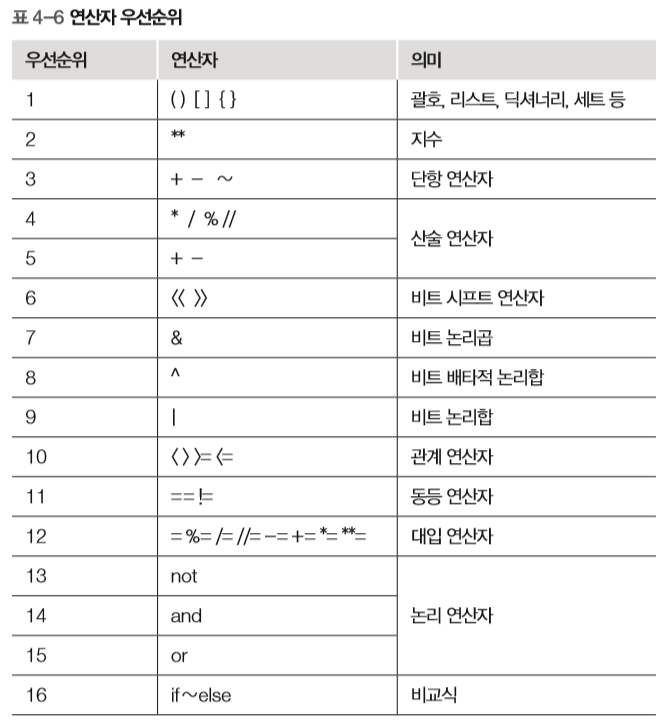 표 4-6 연산자 우선순위
우선순위 연산자 의미
1 ( ) [ ] { } 괄호, 리스트, 딕셔너리, 세트 등
2 ** 지수
3 + - ~ 단항 연산자
4 * / % // 산술 연산자
5 + -
6 << >> 비트 시프트 연산자
7 & 비트 논리곱
8 ^ 비트 배타적 논리합
9 | 비트 논리합
10 < > >= <= 관계 연산자
11 == != 동등 연산자
12 = %= /= //= -= += *= **= 대입 연산자
13 not 논리 연산자
14 and
15 or
16 if~else 비교식